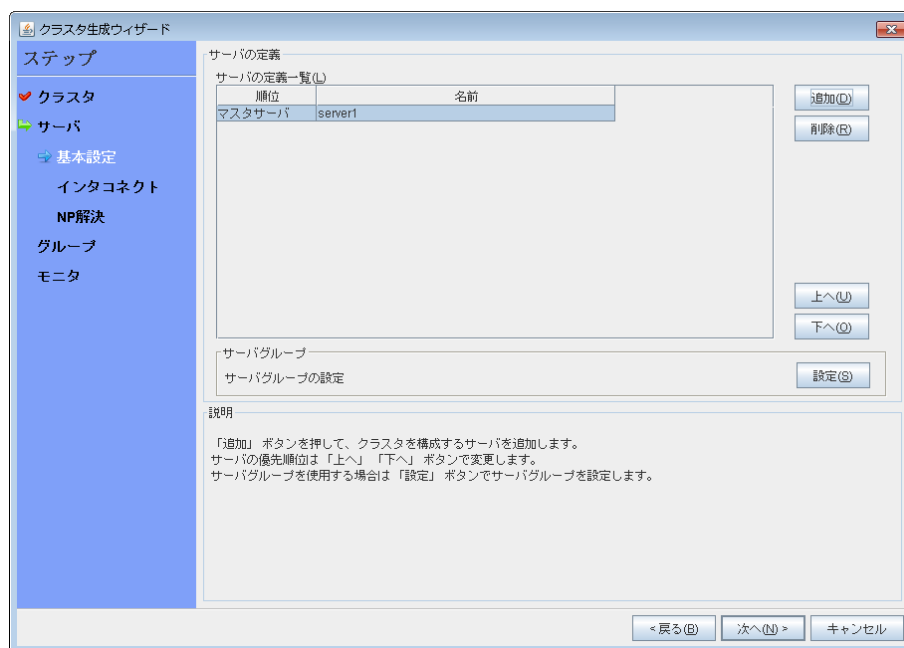 クラスタ生成ウィザード
ステップ
クラスタ
サーバ
基本設定
インタコネクト
NP解決
グループ
モニタ
サーバの定義
サーバの定義一覧(L)
順位 名前
マスタサーバ server1
追加(D)
削除(R)
上へ(U)
下へ(O)
サーバグループ
サーバグループの設定
設定(S)
説明
「追加」ボタンを押して、クラスタを構成するサーバを追加します。
サーバの優先順位は「上へ」「下へ」ボタンで変更します。
サーバグループを使用する場合は「設定」ボタンでサーバグループを設定します。
<戻る(B) 次へ(N)> キャンセル